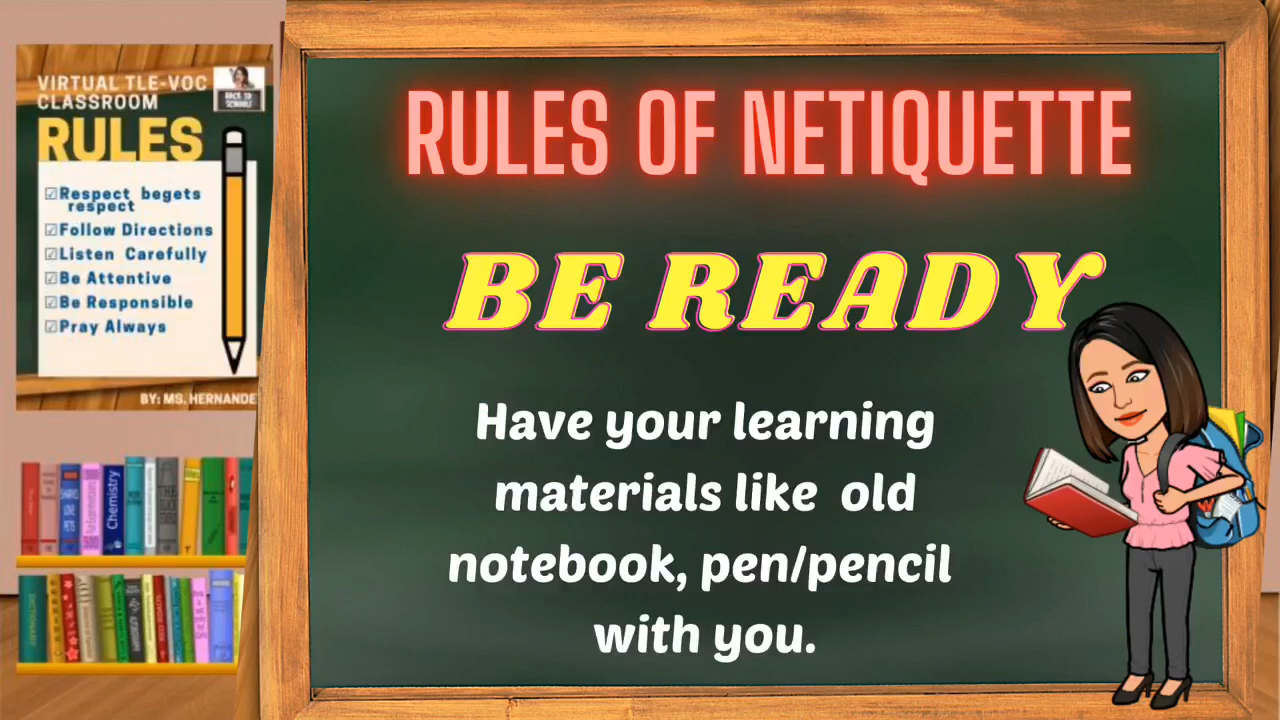 VIRTUAL TLE-VOC
CLASSROOM
BACK TO
SCHOOL!
RULES
☑Respect begets
respect
☑Follow Directions
☑Listen Carefully
☑Be Attentive
☑Be Responsible
☑Pray Always
BY: MS. HERNANDE
Chemistry
DICTIONARY
RULES OF NETIQUETTE
BE READY
Have your learning
materials like old
notebook, pen/pencil
with you.